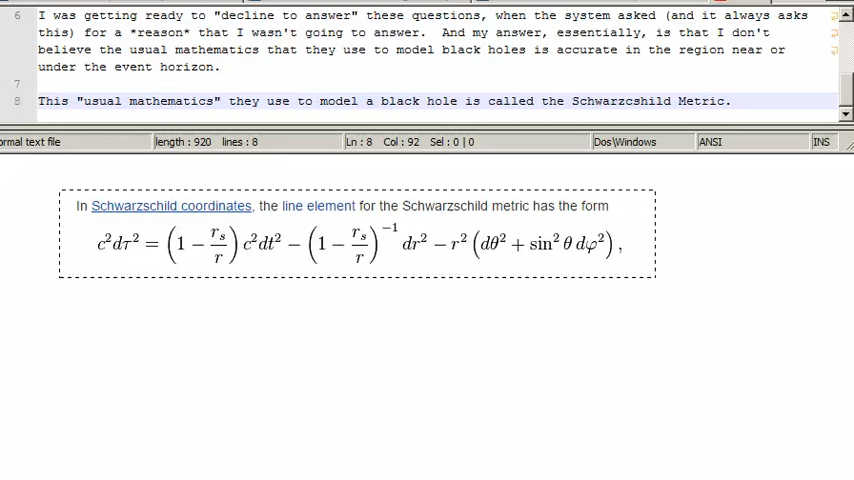 6 I was getting ready to "decline to answer" these questions, when the system asked (and it always asks
this) for a *reason* that I wasn't going to answer.  And my answer, essentially, is that I don't
believe the usual mathematics that they use to model black holes is accurate in the region near or
under the event horizon.
7
8 This "usual mathematics" they use to model a black hole is called the Schwarzcshild Metric.
ormal text file length : 920 lines : 8 Ln : 8 Col : 92 Sel : 0 | 0 Dos\Windows ANSI INS
In Schwarzschild coordinates, the line element for the Schwarzschild metric has the form
c²dτ² = (1 − r_s/r) c²dt² − (1 − r_s/r)⁻¹ dr² − r² (dθ² + sin² θ dφ²) ,